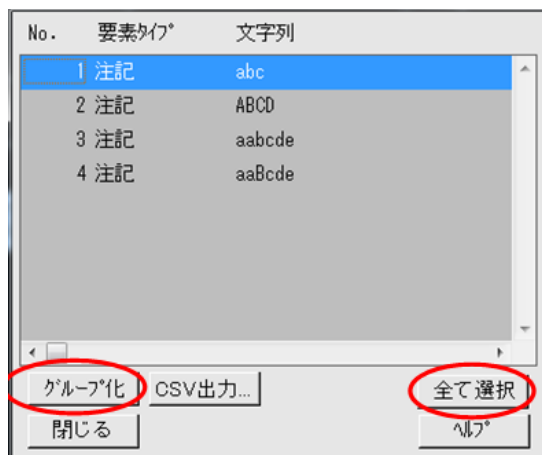 No. 要素ﾀｲﾌﾟ 文字列
1 注記 abc
2 注記 ABCD
3 注記 aabcde
4 注記 aaBcde
ｸﾞﾙｰﾌﾟ化 CSV出力... 全て選択
閉じる ﾍﾙﾌﾟ